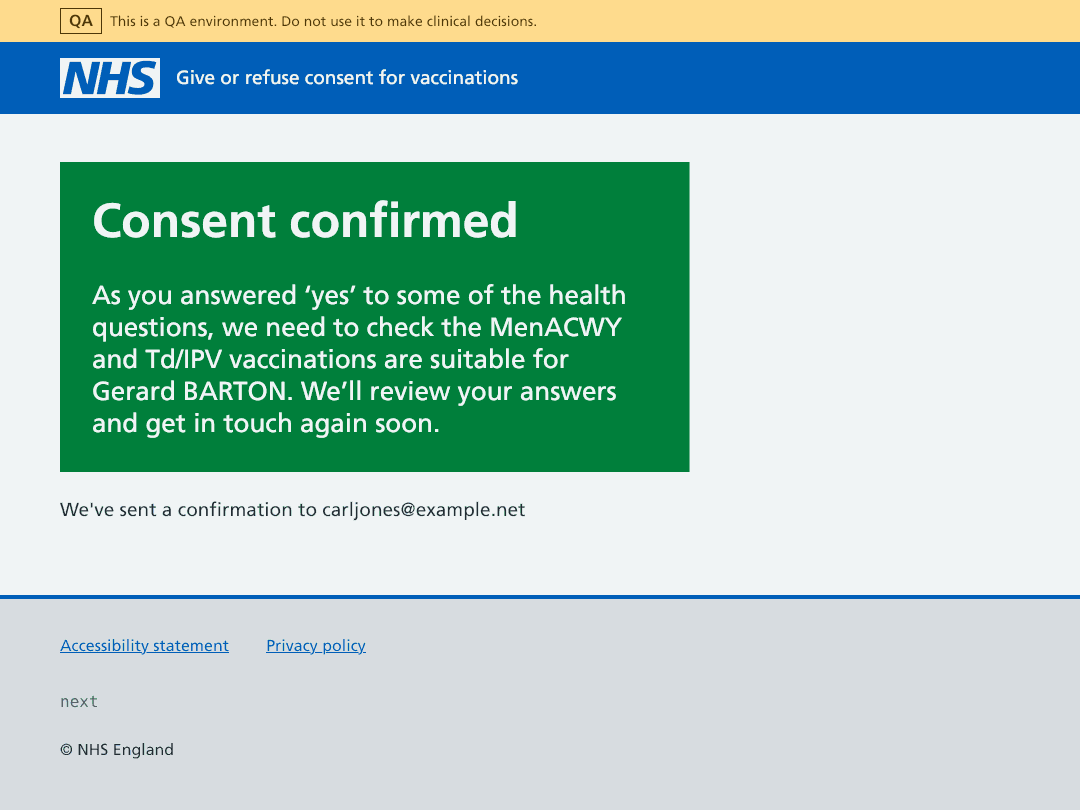 QA This is a QA environment. Do not use it to make clinical decisions.
NHS Give or refuse consent for vaccinations
Consent confirmed
As you answered ‘yes’ to some of the health
questions, we need to check the MenACWY
and Td/IPV vaccinations are suitable for
Gerard BARTON. We’ll review your answers
and get in touch again soon.
We've sent a confirmation to carljones@example.net
Accessibility statement Privacy policy
next
© NHS England